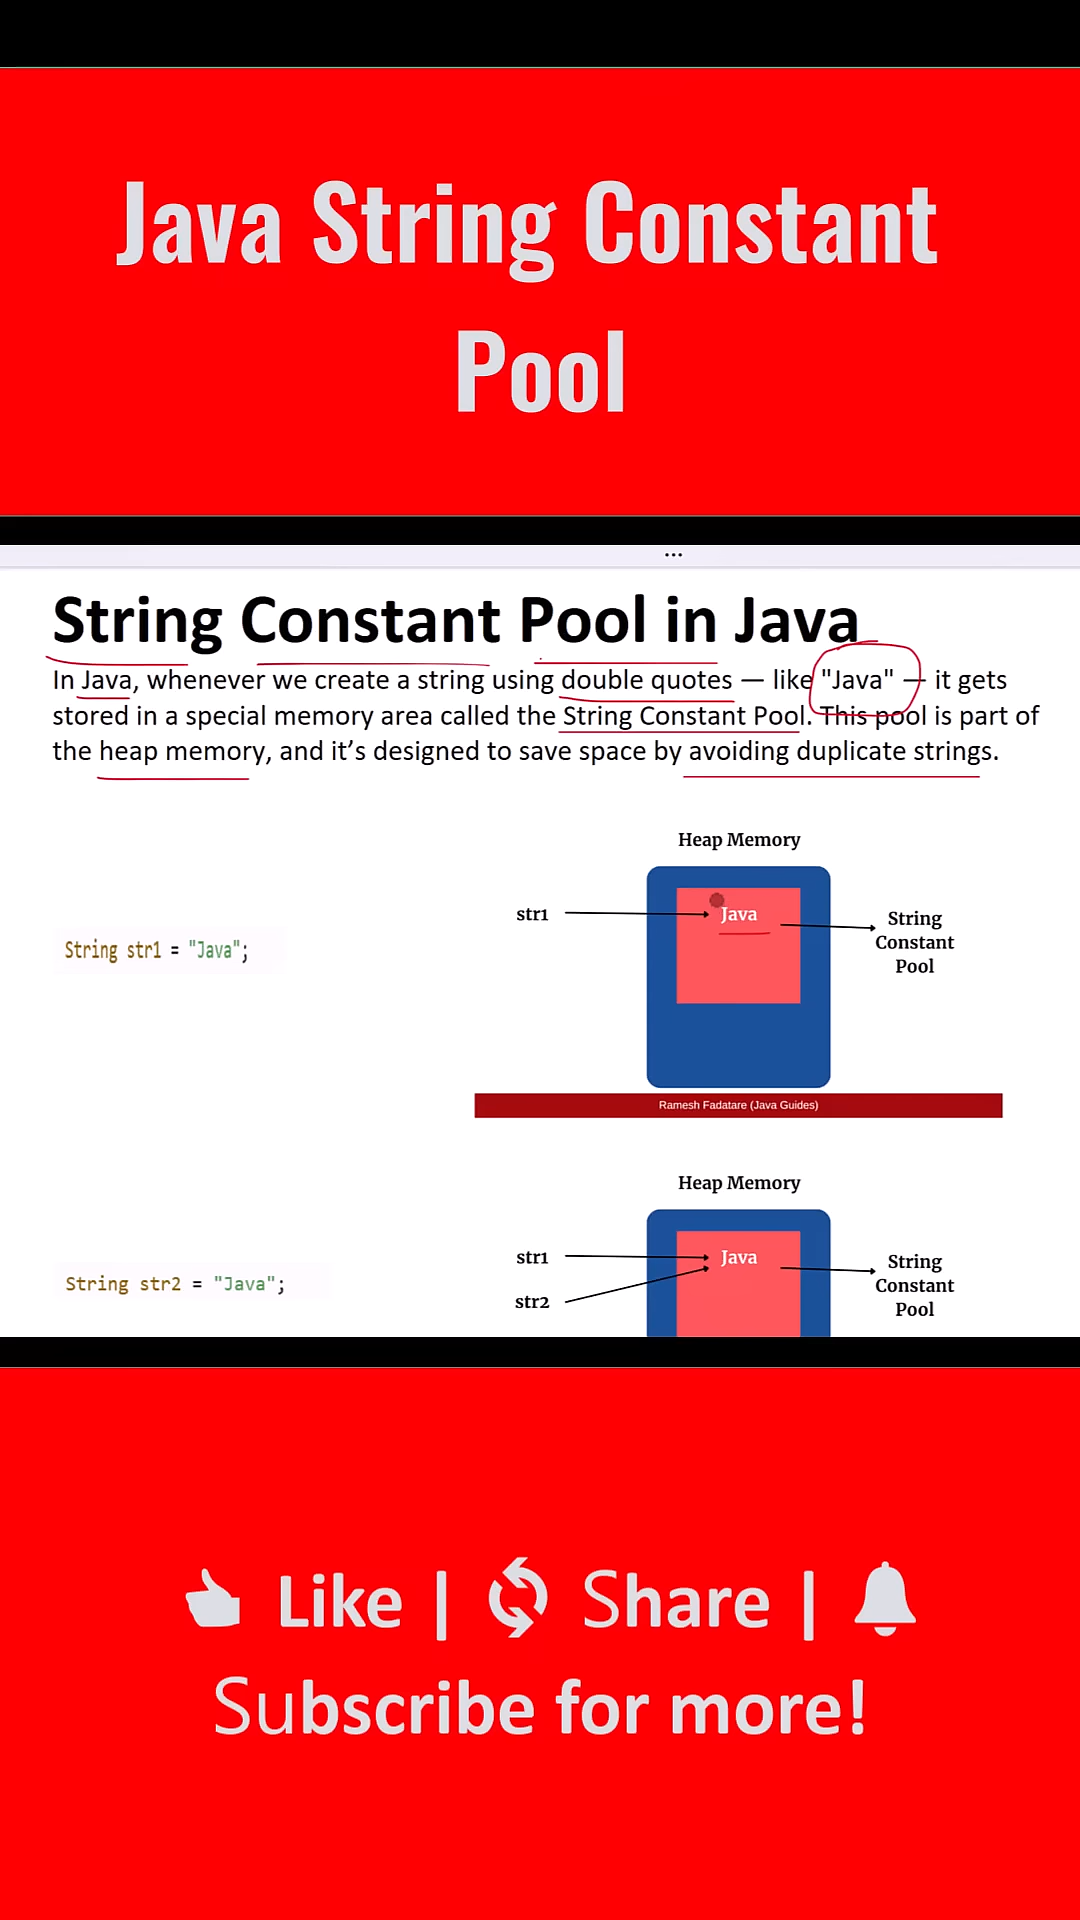 Java String Constant
Pool
...
String Constant Pool in Java
In Java, whenever we create a string using double quotes — like "Java" — it gets
stored in a special memory area called the String Constant Pool. This pool is part of
the heap memory, and it’s designed to save space by avoiding duplicate strings.
Heap Memory
str1
Java
String
Constant
Pool
String str1 = "Java";
Ramesh Fadatare (Java Guides)
Heap Memory
str1
Java
String
Constant
Pool
str2
String str2 = "Java";
Like | Share |
Subscribe for more!